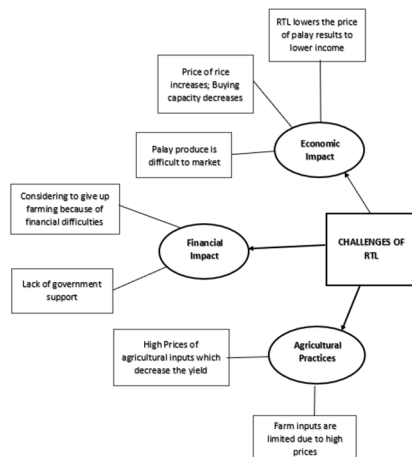 RTL lowers the price
of palay results to
lower income
Price of rice
increases; Buying
capacity decreases
Economic
Impact
Palay produce is
difficult to market
Considering to give up
farming because of
financial difficulties
Financial
Impact
CHALLENGES OF
RTL
Lack of government
support
High Prices of
agricultural inputs which
decrease the yield
Agricultural
Practices
Farm inputs are
limited due to high
prices